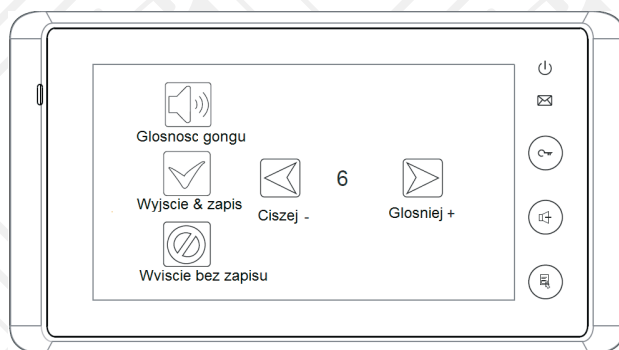 Glosnosc gongu
Wyjscie & zapis
Ciszej -
6
Glosniej +
Wviscie bez zapisu